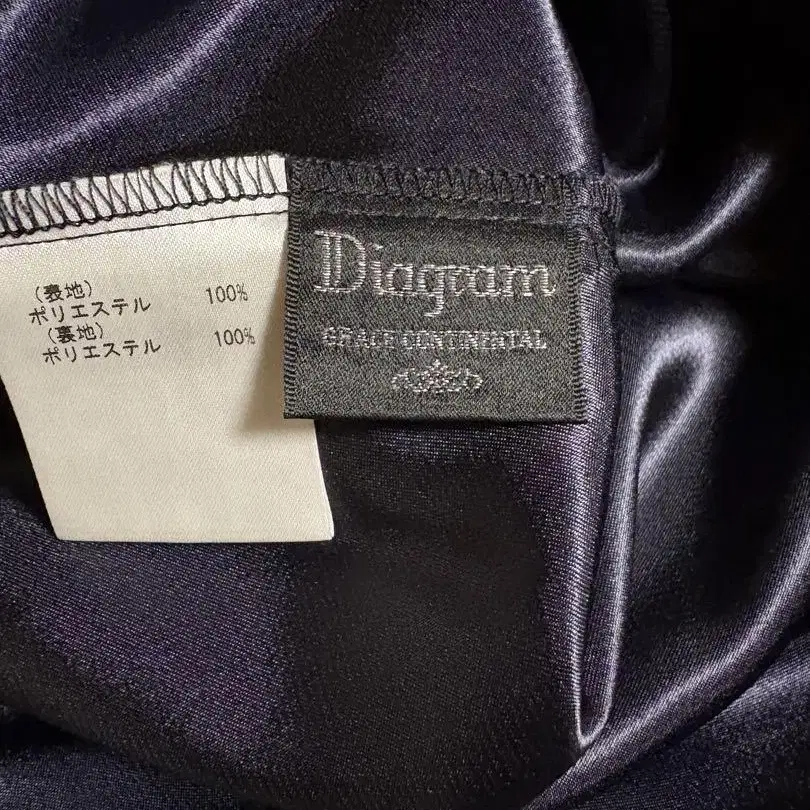 (表地)
ポリエステル 100%
(裏地)
ポリエステル 100%
Diagram
GRACE CONTINENTAL